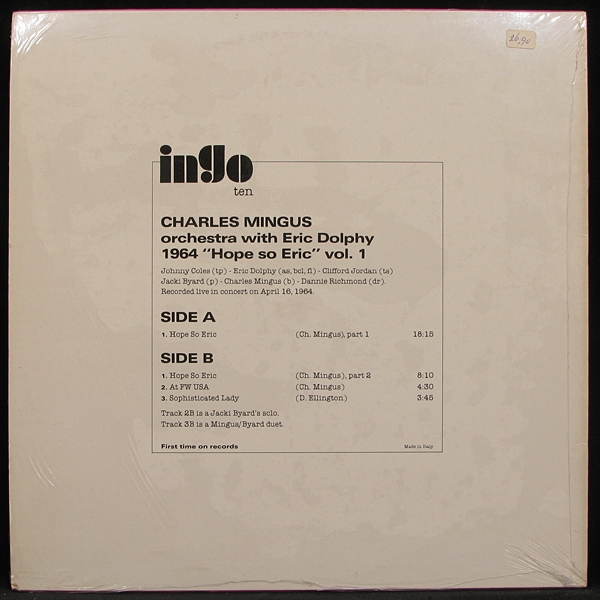 26,90
ingo
ten
CHARLES MINGUS
orchestra with Eric Dolphy
1964 "Hope so Eric" vol. 1
Johnny Coles (tp) - Eric Dolphy (as, bcl, fl) - Clifford Jordan (ts)
Jacki Byard (p) - Charles Mingus (b) - Dannie Richmond (dr).
Recorded live in concert on April 16, 1964.
SIDE A
1. Hope So Eric (Ch. Mingus), part 1 18:15
SIDE B
1. Hope So Eric (Ch. Mingus), part 2 8:10
2. At FW USA (Ch. Mingus) 4:30
3. Sophisticated Lady (D. Ellington) 3:45
Track 2B is a Jacki Byard's solo.
Track 3B is a Mingus/Byard duet.
First time on records Made in Italy